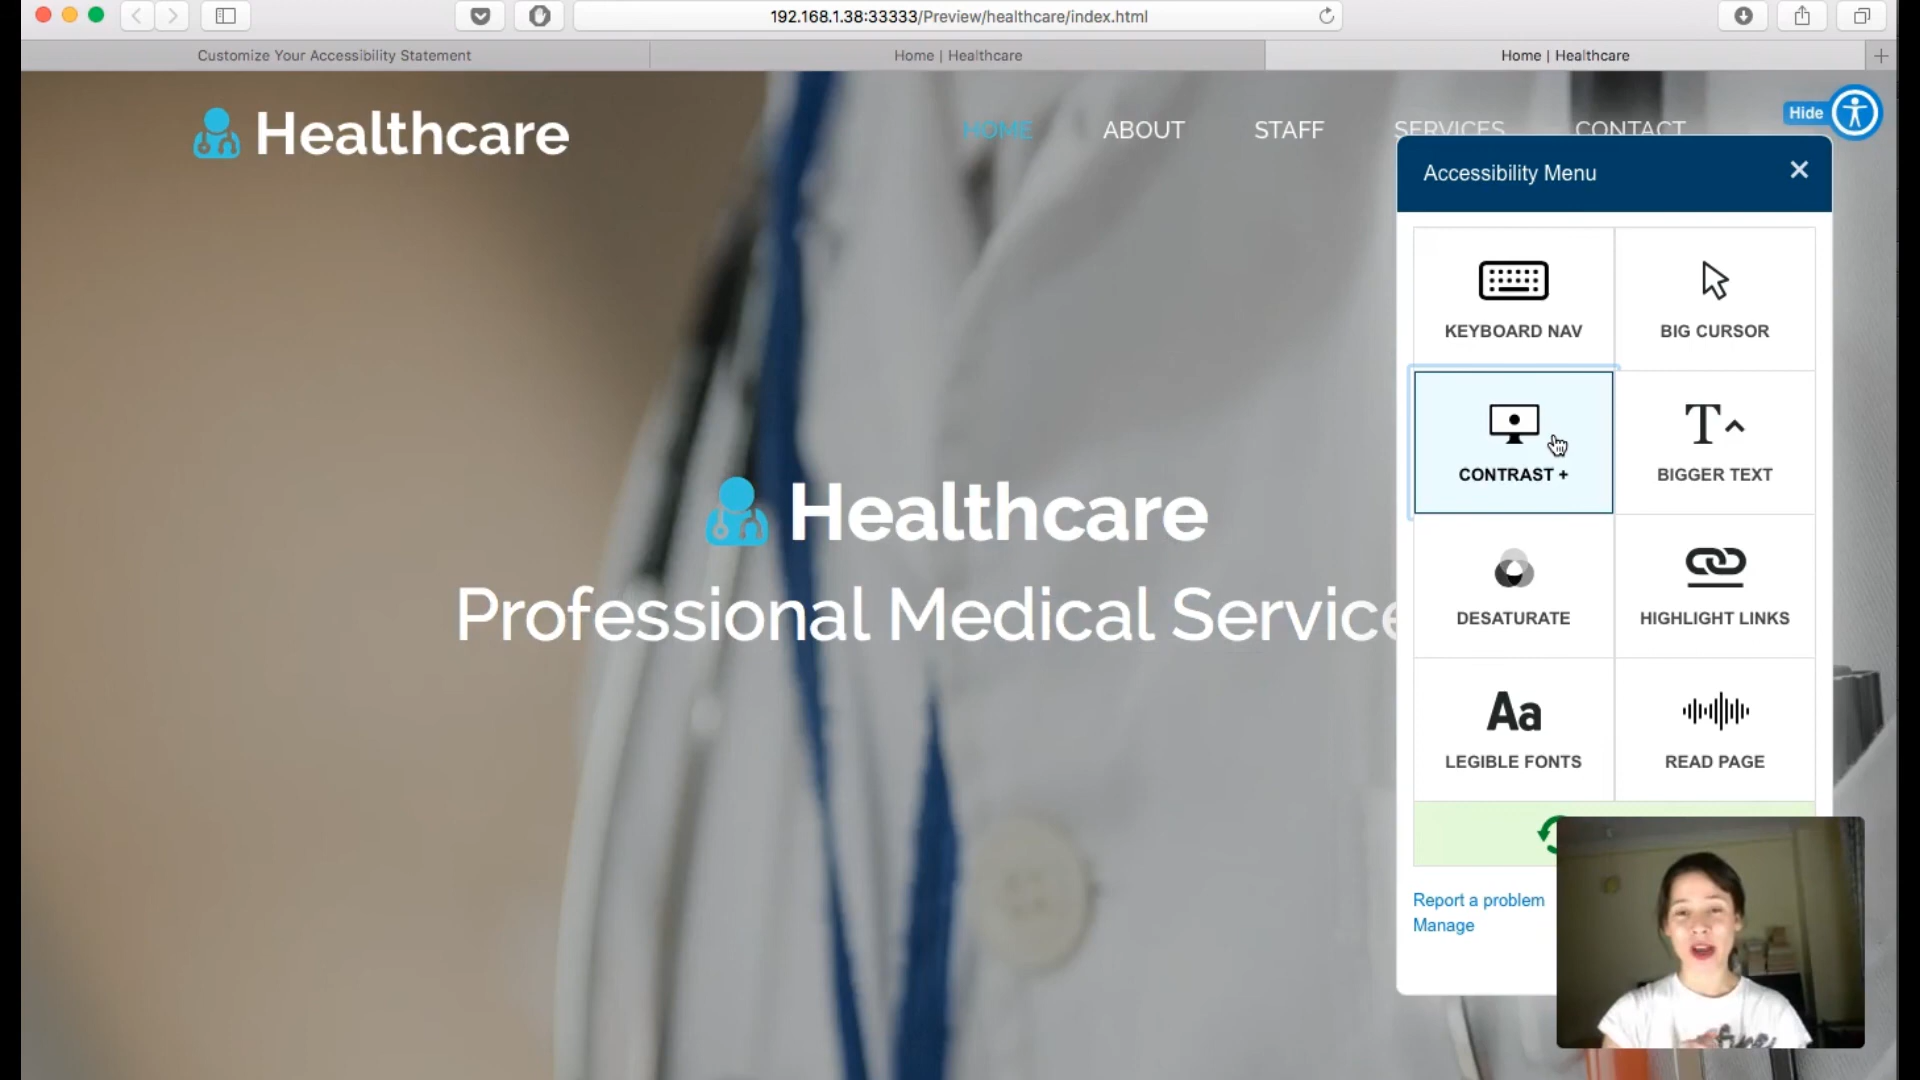 192.168.1.38:33333/Preview/healthcare/index.html
Customize Your Accessibility Statement
Home | Healthcare
Home | Healthcare
Healthcare
HOME
ABOUT
STAFF
SERVICES
CONTACT
Hide
Accessibility Menu
KEYBOARD NAV
BIG CURSOR
CONTRAST +
BIGGER TEXT
DESATURATE
HIGHLIGHT LINKS
Aa
LEGIBLE FONTS
READ PAGE
Report a problem
Manage
Healthcare
Professional Medical Service